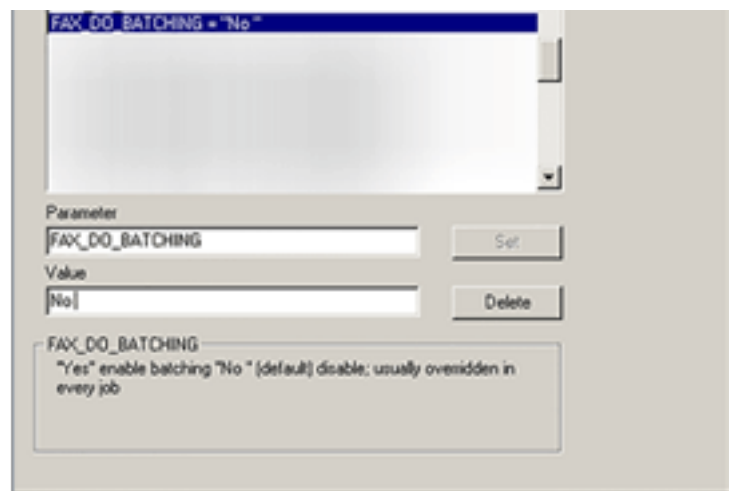 FAX_DO_BATCHING = "No "
Parameter
FAX_DO_BATCHING
Set
Value
No
Delete
FAX_DO_BATCHING
"Yes" enable batching "No " (default) disable; usually overridden in
every job